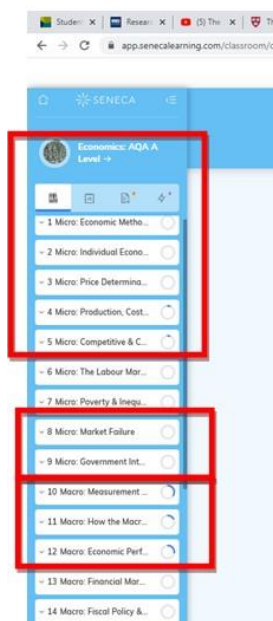 Studen
Resear
(5) The
Th
app.senecalearning.com/classroom/c
SENECA
Economics: AQA A
Level →
1 Micro: Economic Metho...
2 Micro: Individual Econo...
3 Micro: Price Determina...
4 Micro: Production, Cost...
5 Micro: Competitive & C...
6 Micro: The Labour Mar...
7 Micro: Poverty & Inequ...
8 Micro: Market Failure
9 Micro: Government Int...
10 Macro: Measurement ...
11 Macro: How the Macr...
12 Macro: Economic Perf...
13 Macro: Financial Mar...
14 Macro: Fiscal Policy &...